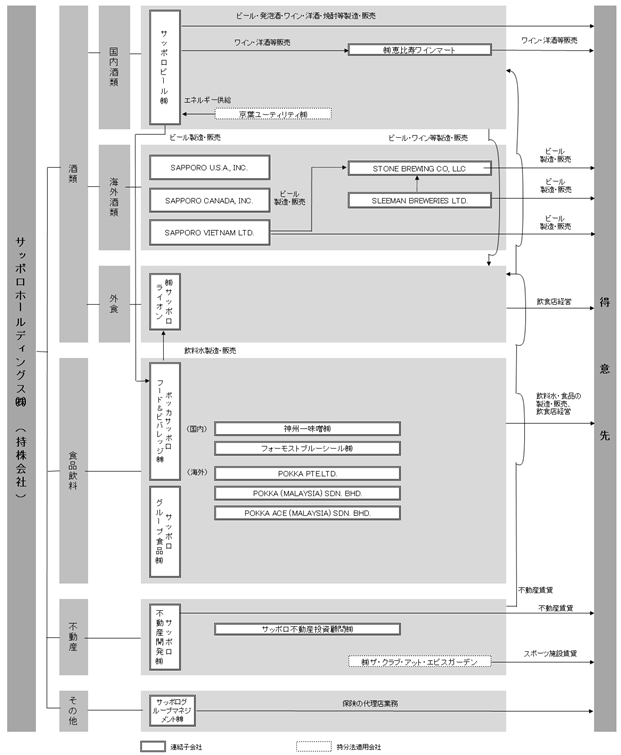 サッポロホールディングス㈱（持株会社）
酒類
国内酒類
サッポロビール㈱
ビール・発泡酒・ワイン・洋酒・焼酎等製造・販売
ワイン・洋酒等販売
㈱恵比寿ワインマート
ワイン・洋酒等販売
エネルギー供給
京葉ユーティリティ㈱
ビール製造・販売
ビール・ワイン等製造・販売
海外酒類
SAPPORO U.S.A., INC.
SAPPORO CANADA, INC.
SAPPORO VIETNAM LTD.
ビール
製造・販売
STONE BREWING CO., LLC
SLEEMAN BREWERIES LTD.
ビール
製造・販売
ビール
製造・販売
ビール
製造・販売
外食
㈱サッポロ
ライオン
飲食店経営
飲料水製造・販売
食品飲料
ポッカサッポロ
フード&ビバレッジ㈱
(国内)
神州一味噌㈱
フォーモストブルーシール㈱
(海外)
POKKA PTE.LTD.
POKKA (MALAYSIA) SDN. BHD.
POKKA ACE (MALAYSIA) SDN. BHD.
サッポロ
グループ食品㈱
飲料水・食品の
製造・販売、
飲食店経営
不動産
サッポロ
不動産開発㈱
不動産賃貸
不動産賃貸
サッポロ不動産投資顧問㈱
㈱ザ・クラブ・アット・エビスガーデン
スポーツ施設賃貸
その他
サッポログ
ループマネジ
メント㈱
保険の代理店業務
得意先
連結子会社
持分法適用会社